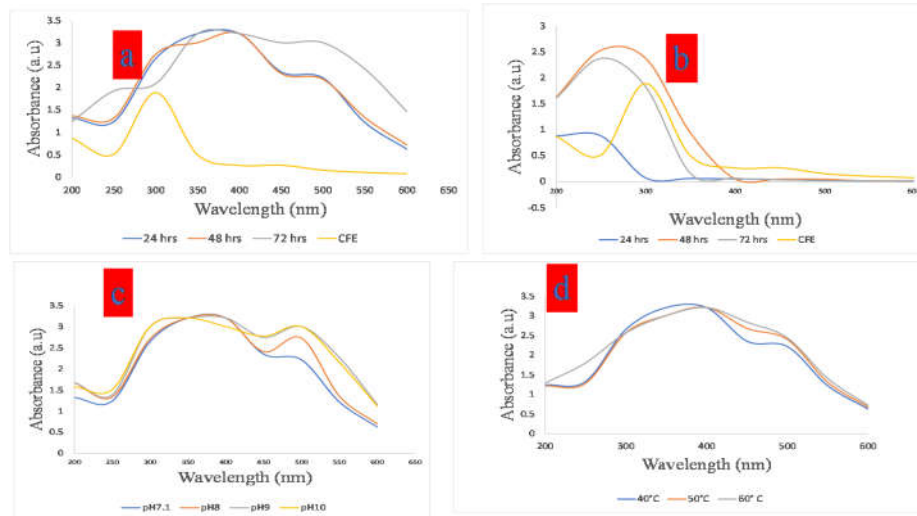 a
Absorbance (a.u)
3.5
3
2.5
2
1.5
1
0.5
0
200 250 300 350 400 450 500 550 600 650
Wavelength (nm)
24 hrs 48 hrs 72 hrs CFE
b
Absorbance (a.u)
3
2.5
2
1.5
1
0.5
0
-0.5
200 300 400 500 600
Wavelength (nm)
24 hrs 48 hrs 72 hrs CFE
c
Absorbance (a.u)
3.5
3
2.5
2
1.5
1
0.5
0
200 250 300 350 400 450 500 550 600 650
Wavelength (nm)
pH7.1 pH8 pH9 pH10
d
Absorbance (a.u)
3.5
3
2.5
2
1.5
1
0.5
0
200 300 400 500 600
Wavelength (nm)
40°C 50°C 60° C